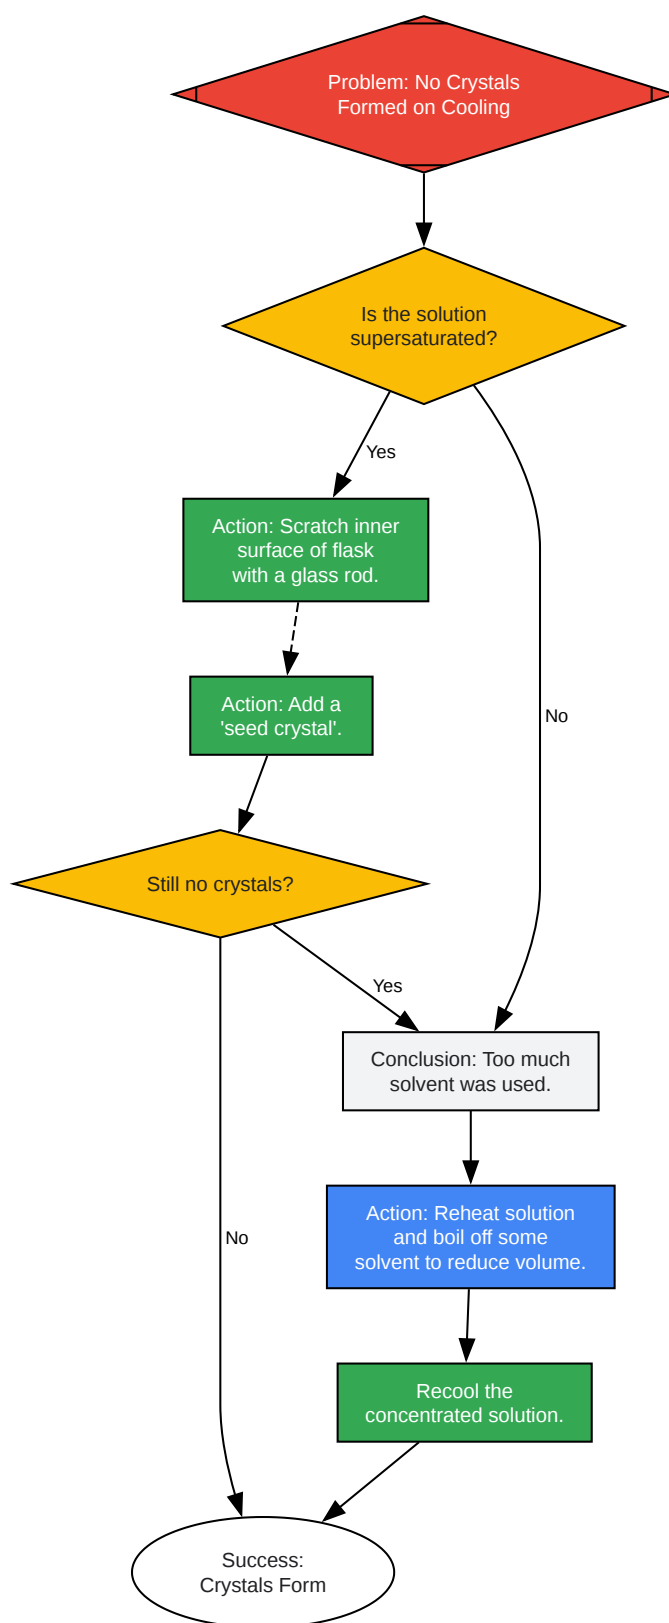 Problem: No Crystals
Formed on Cooling
Is the solution
supersaturated?
Yes
Action: Scratch inner
surface of flask
with a glass rod.
Action: Add a
'seed crystal'.
No
Still no crystals?
Yes
Conclusion: Too much
solvent was used.
Action: Reheat solution
and boil off some
solvent to reduce volume.
No
Recool the
concentrated solution.
Success:
Crystals Form